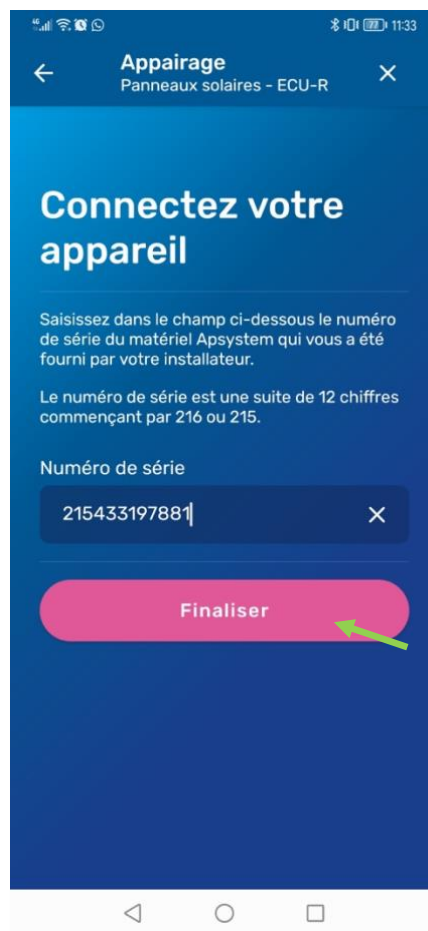 11:33
Appairage
Panneaux solaires - ECU-R
Connectez votre
appareil
Saisissez dans le champ ci-dessous le numéro
de série du matériel Apsystem qui vous a été
fourni par votre installateur.
Le numéro de série est une suite de 12 chiffres
commençant par 216 ou 215.
Numéro de série
215433197881
Finaliser